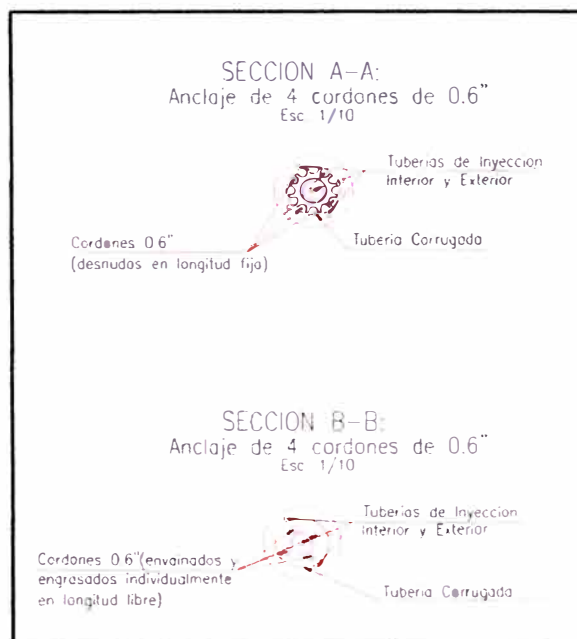 SECCION A-A:
Anclaje de 4 cordones de 0.6"
Esc. 1/10
Tuberias de Inyeccion
Interior y Exterior
Cordones 0.6"
(desnudos en longitud fija)
Tuberia Corrugada
SECCION B-B:
Anclaje de 4 cordones de 0.6"
Esc 1/10
Tuberias de Inyeccion
Interior y Exterior
Cordones 0.6"(envainados y
engrasados individualmente
en longitud libre)
Tuberia Corrugada